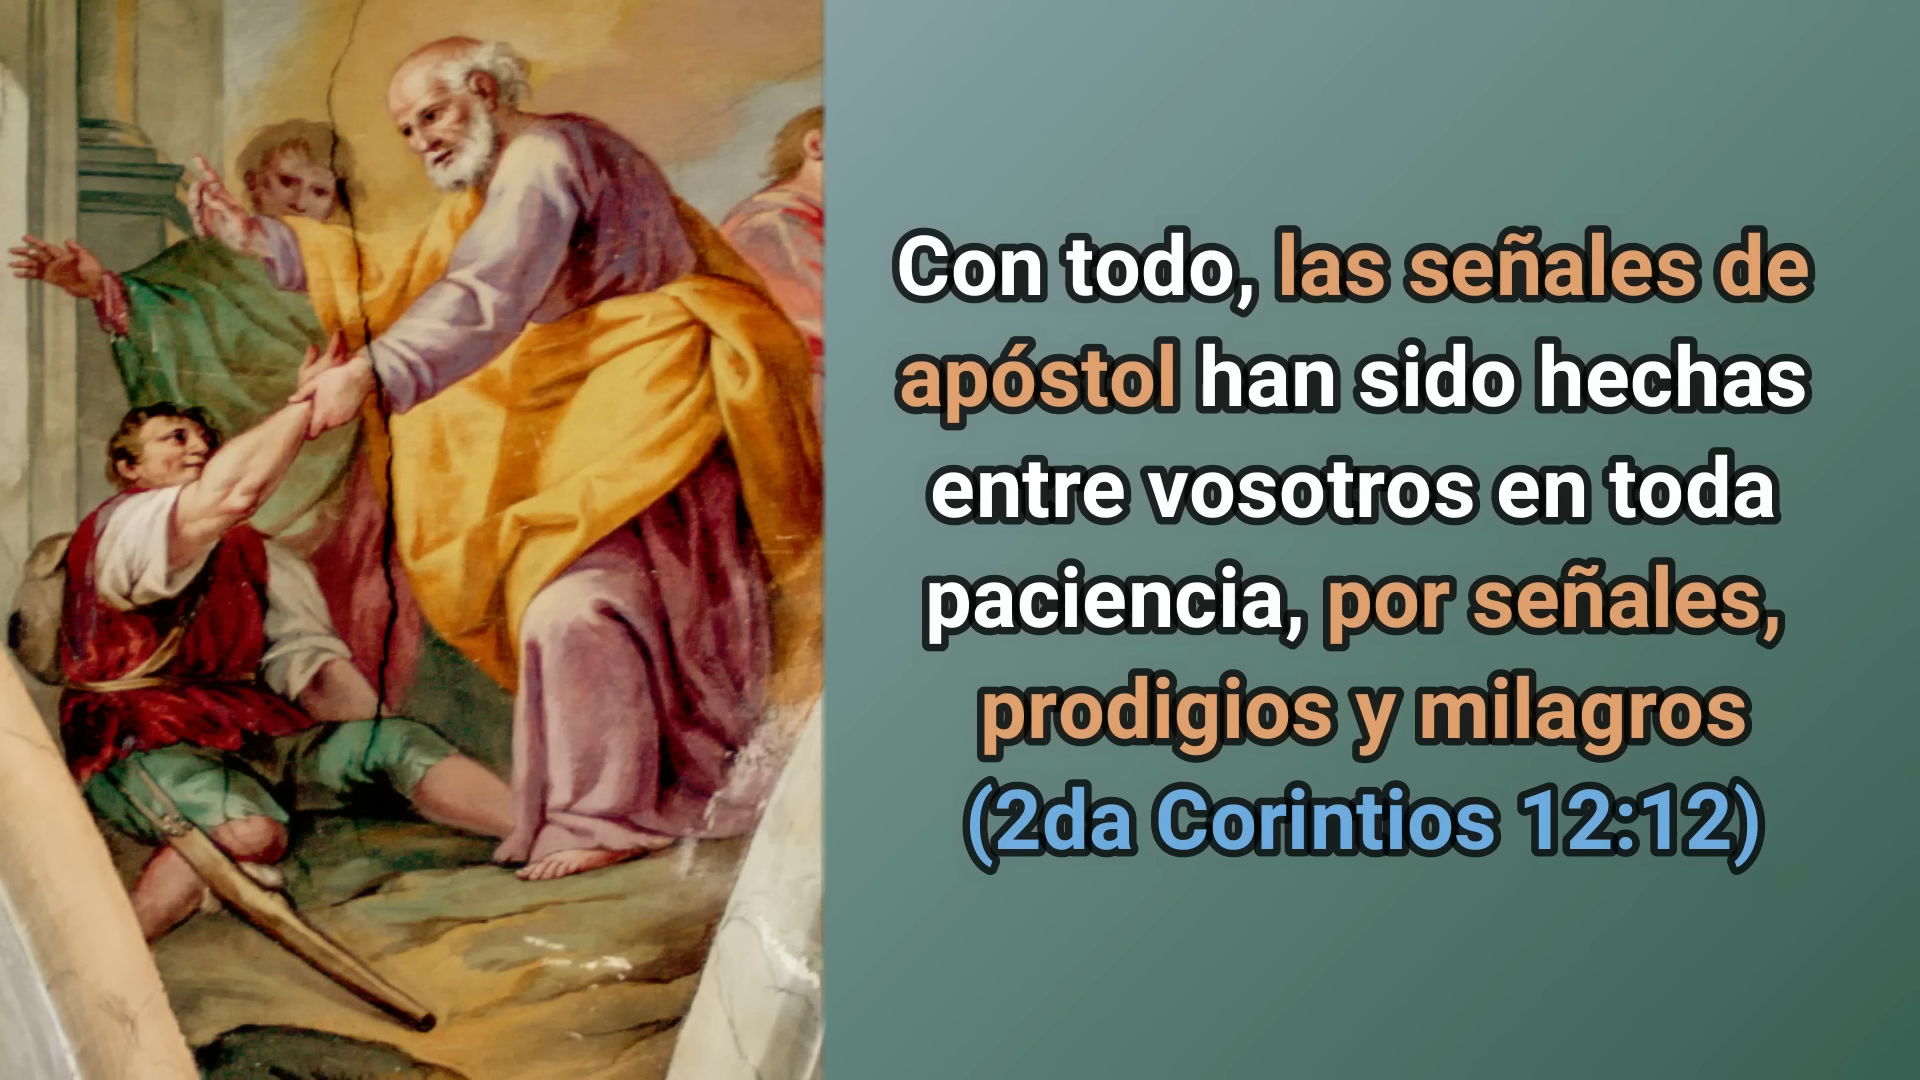 Con todo, las señales de
apóstol han sido hechas
entre vosotros en toda
paciencia, por señales,
prodigios y milagros
(2da Corintios 12:12)